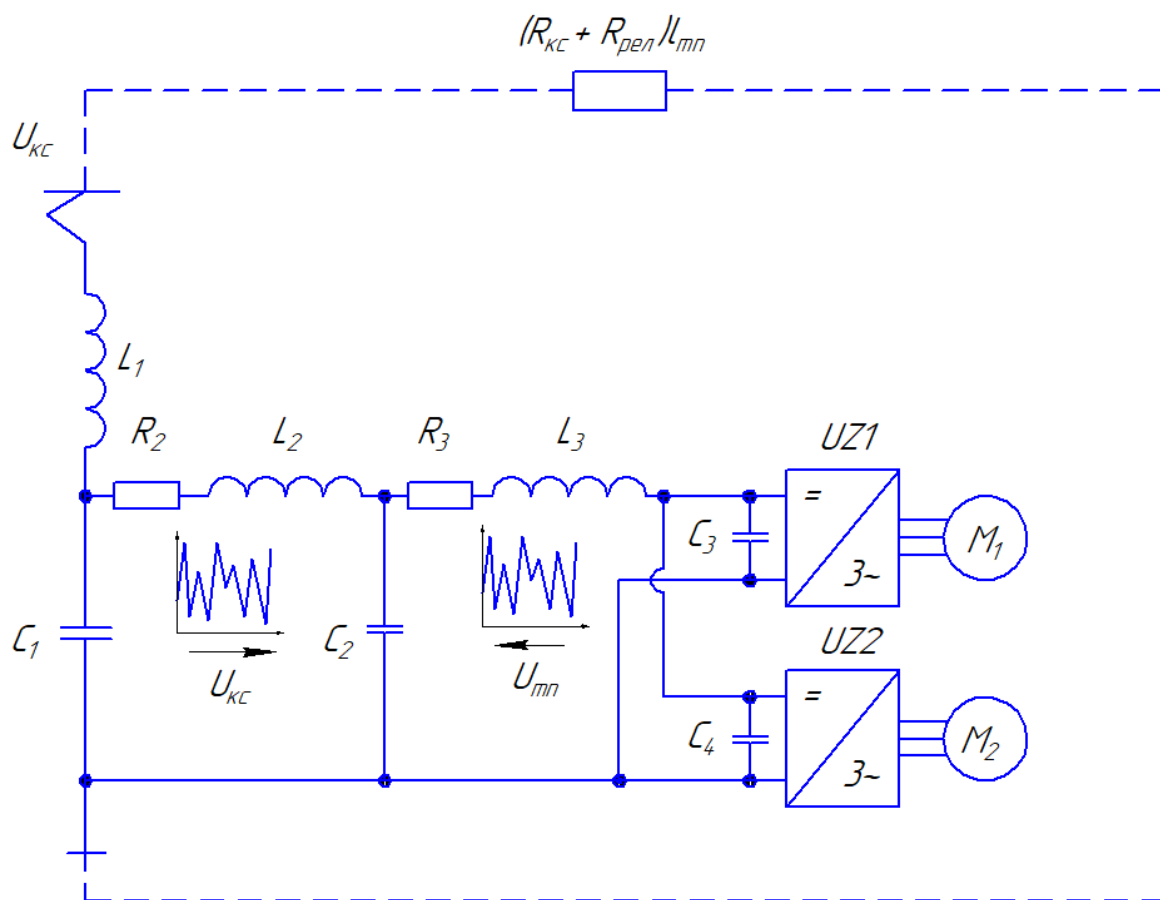 (Rкс + Rрел)lтп
Uкс
L1
R2
L2
R3
L3
UZ1
=
3~
M1
C3
C1
Uкс
C2
Uтп
UZ2
=
3~
M2
C4